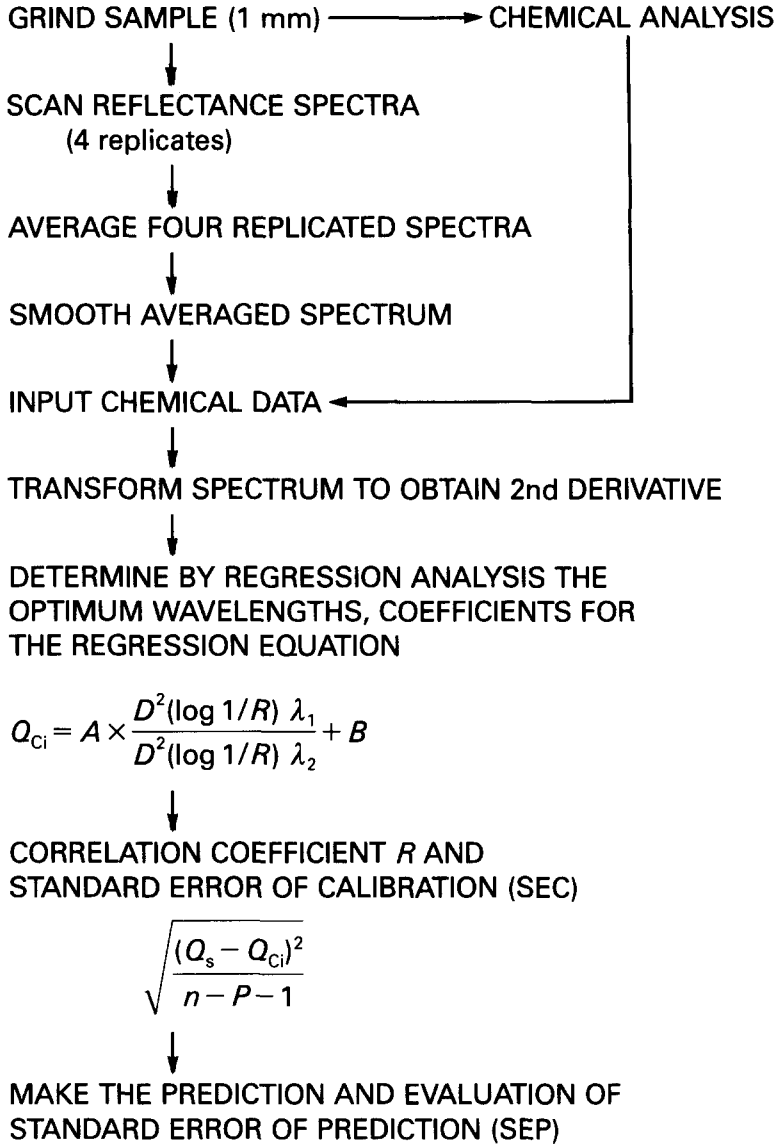 GRIND SAMPLE (1 mm) CHEMICAL ANALYSIS
SCAN REFLECTANCE SPECTRA
(4 replicates)
AVERAGE FOUR REPLICATED SPECTRA
SMOOTH AVERAGED SPECTRUM
INPUT CHEMICAL DATA
TRANSFORM SPECTRUM TO OBTAIN 2nd DERIVATIVE
DETERMINE BY REGRESSION ANALYSIS THE
OPTIMUM WAVELENGTHS, COEFFICIENTS FOR
THE REGRESSION EQUATION
Q_Ci = A × D²(log 1/R) λ₁ / D²(log 1/R) λ₂ + B
CORRELATION COEFFICIENT R AND
STANDARD ERROR OF CALIBRATION (SEC)
√((Q_s − Q_Ci)² / (n − P − 1))
MAKE THE PREDICTION AND EVALUATION OF
STANDARD ERROR OF PREDICTION (SEP)